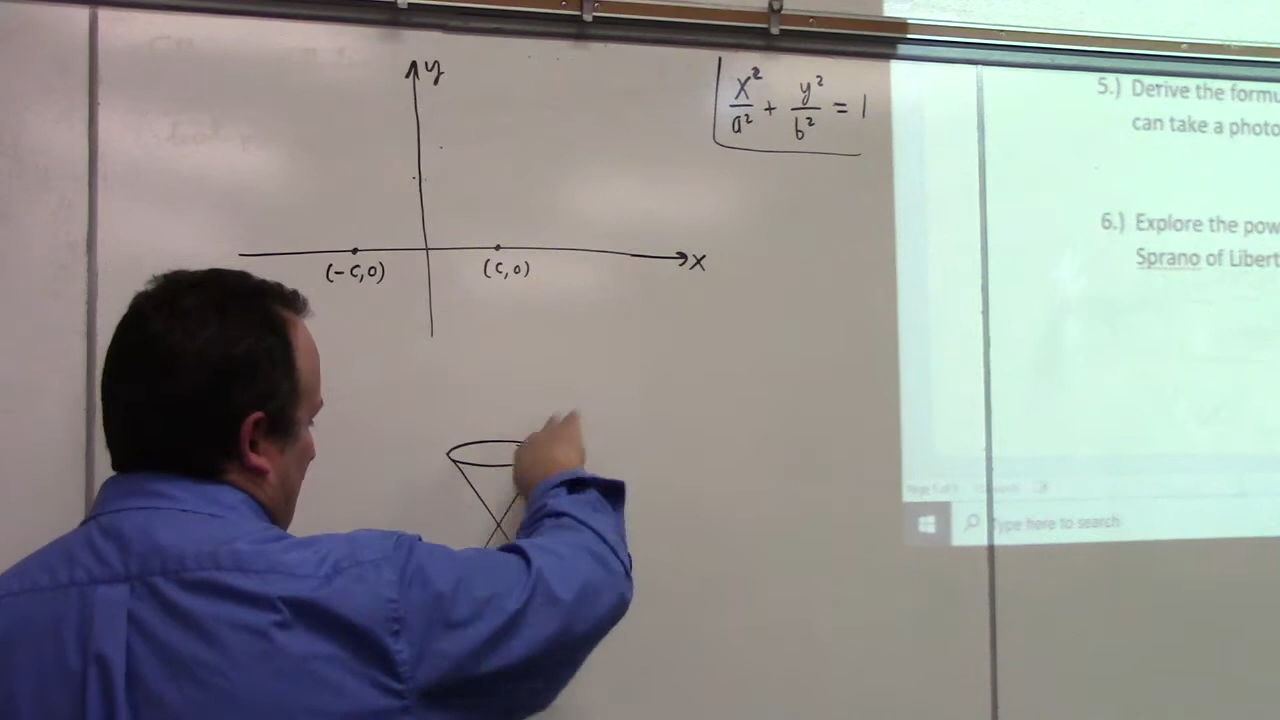 y
x² / a² + y² / b² = 1
(-c,0)
(c,0)
x
5.) Derive the formu
can take a photo
6.) Explore the pow
Sprano of Libert
Type here to search